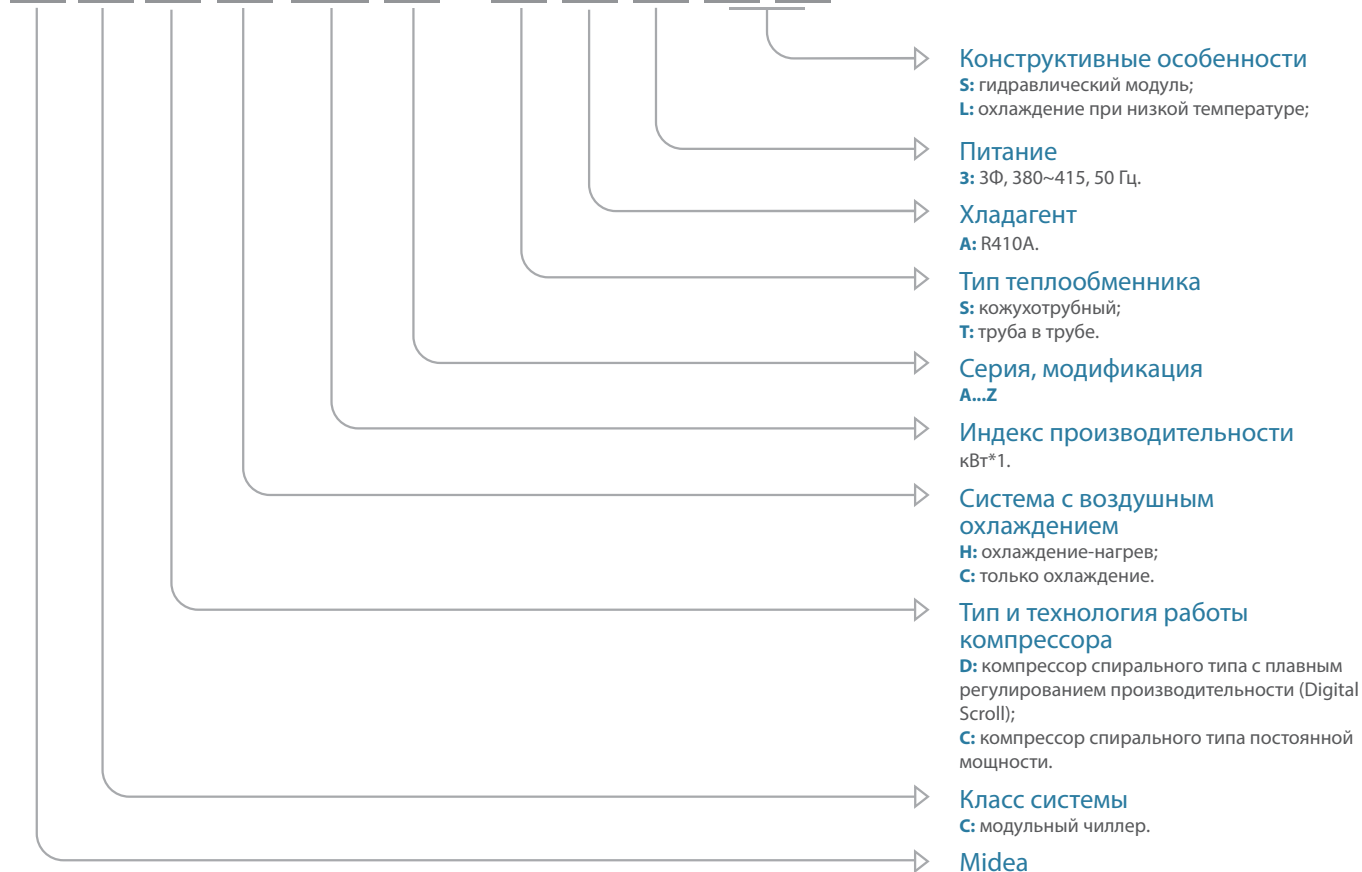 Конструктивные особенности
S: гидравлический модуль;
L: охлаждение при низкой температуре;
Питание
3: 3Ф, 380~415, 50 Гц.
Хладагент
A: R410A.
Тип теплообменника
S: кожухотрубный;
T: труба в трубе.
Серия, модификация
A...Z
Индекс производительности
кВт*1.
Система с воздушным
охлаждением
H: охлаждение-нагрев;
C: только охлаждение.
Тип и технология работы
компрессора
D: компрессор спирального типа с плавным
регулированием производительности (Digital
Scroll);
C: компрессор спирального типа постоянной
мощности.
Класс системы
C: модульный чиллер.
Midea